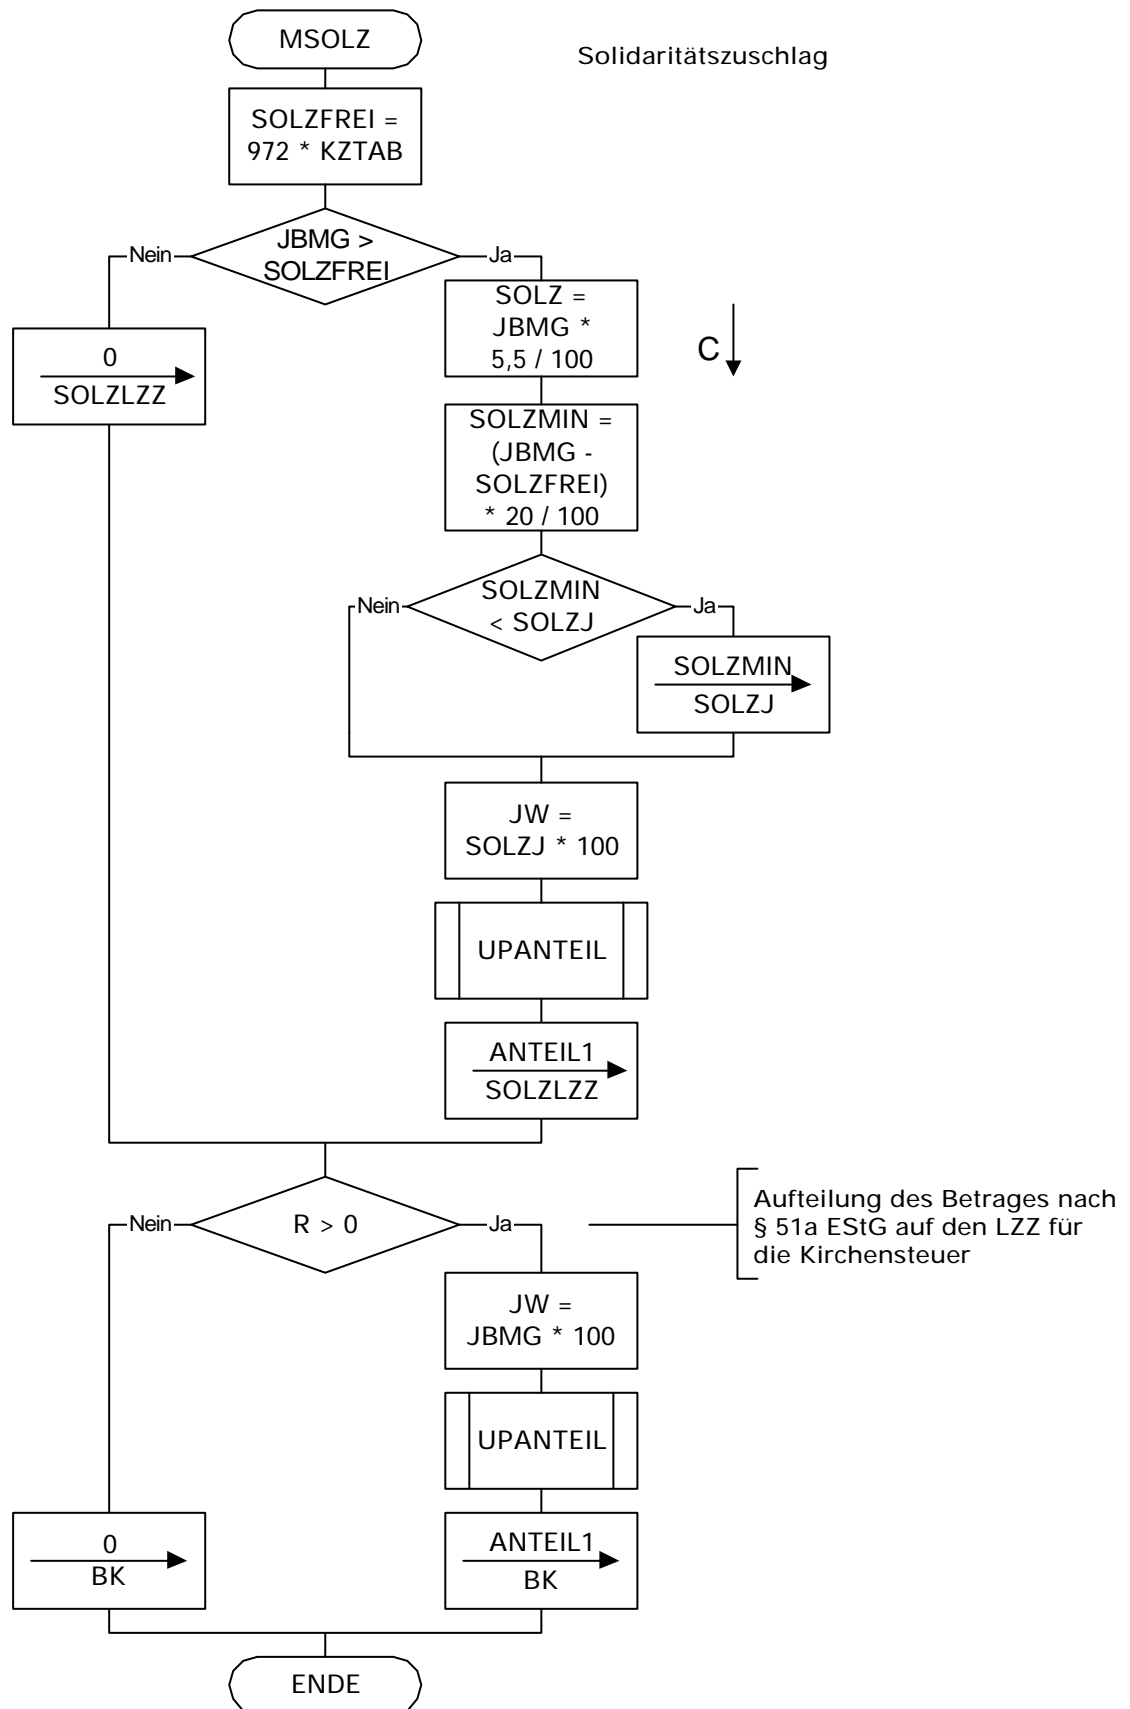 MSOLZ
Solidaritätszuschlag
SOLZFREI =
972 * KZTAB
Nein
JBMG >
SOLZFREI
Ja
0
SOLZLZZ
SOLZ =
JBMG *
5,5 / 100
C
SOLZMIN =
(JBMG -
SOLZFREI)
* 20 / 100
Nein
SOLZMIN
< SOLZJ
Ja
SOLZMIN
SOLZJ
JW =
SOLZJ * 100
UPANTEIL
ANTEIL1
SOLZLZZ
Nein
R > 0
Ja
Aufteilung des Betrages nach
§ 51a EStG auf den LZZ für
die Kirchensteuer
JW =
JBMG * 100
UPANTEIL
0
BK
ANTEIL1
BK
ENDE